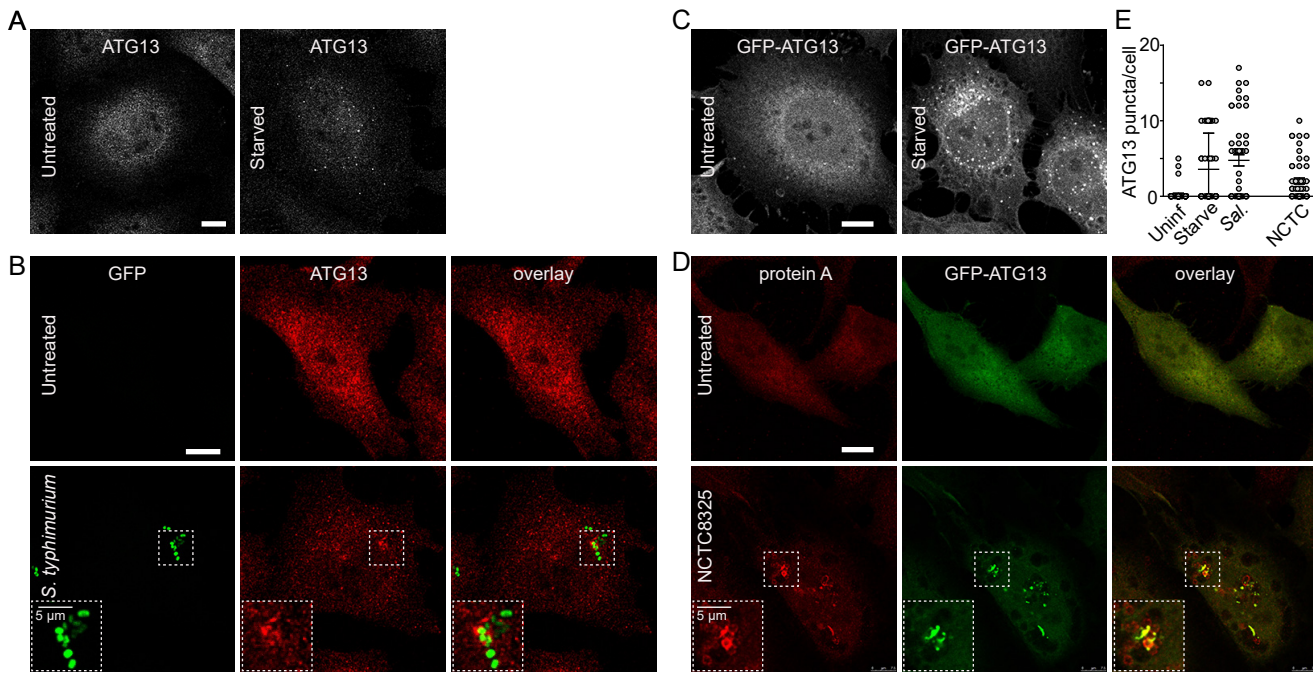 A
ATG13
ATG13
Untreated
Starved
C
GFP-ATG13
GFP-ATG13
Untreated
Starved
E
ATG13 puncta/cell
20
10
0
Uninf
Starve
Sal.
NCTC
B
GFP
ATG13
overlay
Untreated
S. typhimurium
5 µm
D
protein A
GFP-ATG13
overlay
Untreated
NCTC8325
5 µm